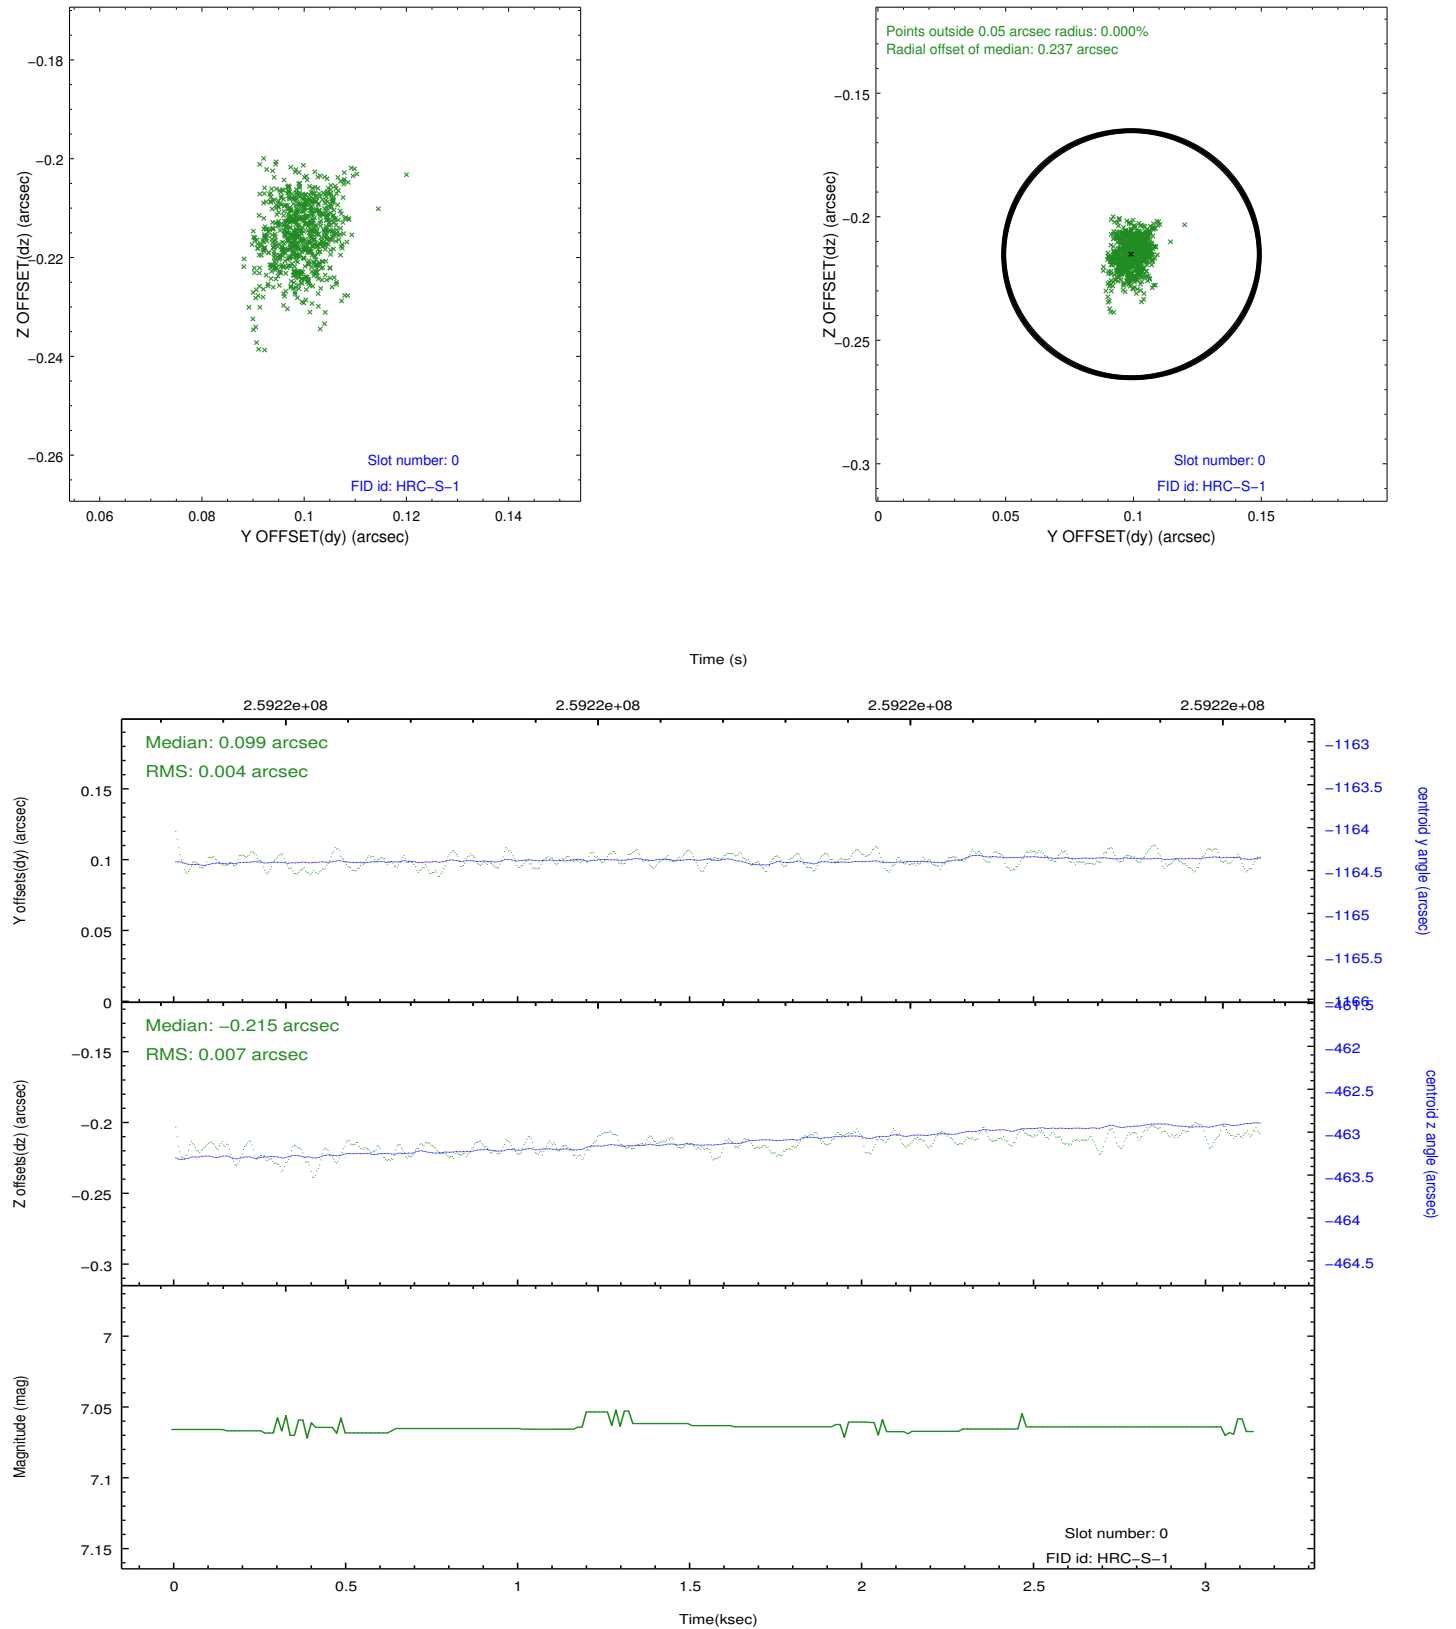 −0.18
−0.2
−0.22
−0.24
−0.26
Z OFFSET(dz) (arcsec)
Slot number: 0
FID id: HRC−S−1
0.06
0.08
0.1
0.12
0.14
Y OFFSET(dy) (arcsec)
Points outside 0.05 arcsec radius: 0.000%
Radial offset of median: 0.237 arcsec
−0.15
−0.2
−0.25
−0.3
Z OFFSET(dz) (arcsec)
Slot number: 0
FID id: HRC−S−1
0
0.05
0.1
0.15
Y OFFSET(dy) (arcsec)
Time (s)
2.5922e+08
2.5922e+08
2.5922e+08
2.5922e+08
Median: 0.099 arcsec
RMS: 0.004 arcsec
0.15
0.1
0.05
0
Y offsets(dy) (arcsec)
−1163
−1163.5
−1164
−1164.5
−1165
−1165.5
−1166
centroid y angle (arcsec)
Median: −0.215 arcsec
RMS: 0.007 arcsec
−0.15
−0.2
−0.25
−0.3
Z offsets(dz) (arcsec)
−461.5
−462
−462.5
−463
−463.5
−464
−464.5
centroid z angle (arcsec)
7
7.05
7.1
7.15
Magnitude (mag)
Slot number: 0
FID id: HRC−S−1
0
0.5
1
1.5
2
2.5
3
Time(ksec)